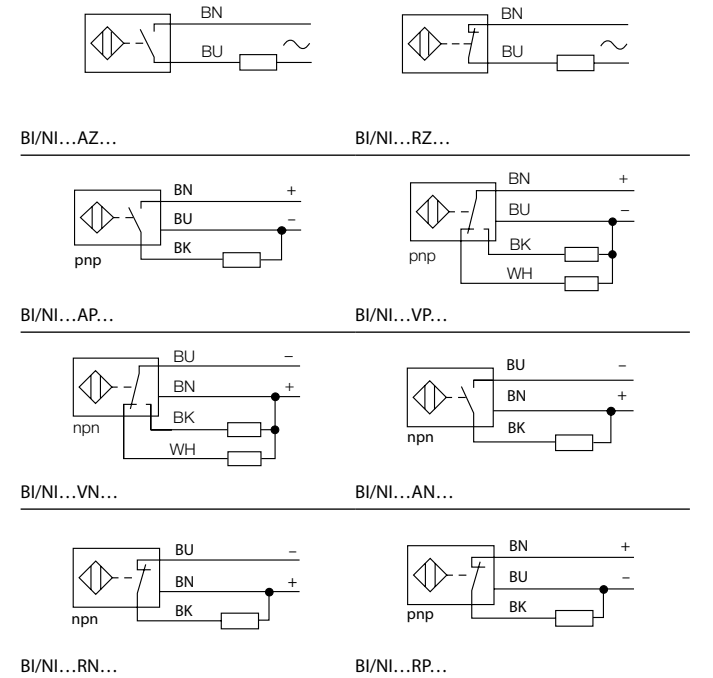 BN
BU
BI/NI…AZ…
BN
BU
BI/NI…RZ…
BN +
BU –
BK
pnp
BI/NI…AP…
BN +
BU –
BK
pnp
WH
BI/NI…VP…
BU –
BN +
BK
npn
WH
BI/NI…VN…
BU –
BN +
BK
npn
BI/NI…AN…
BU –
BN +
BK
npn
BI/NI…RN…
BN +
BU –
BK
pnp
BI/NI…RP…